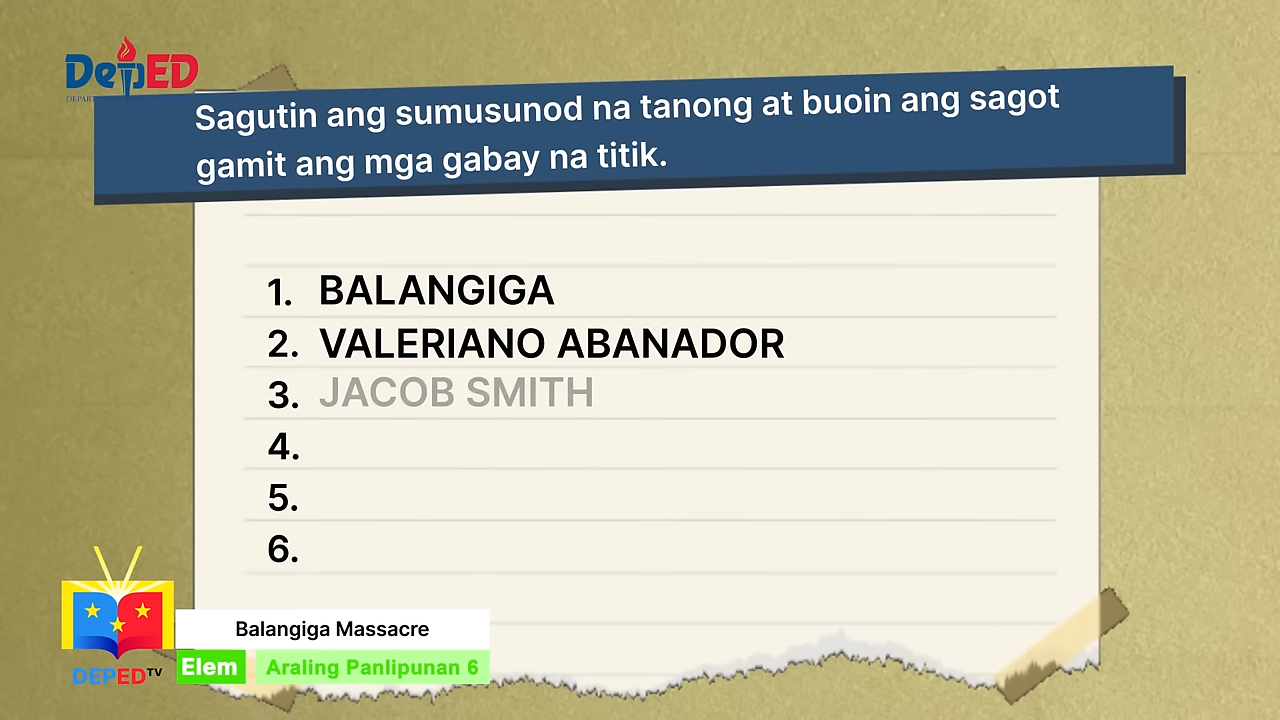 DepED
Sagutin ang sumusunod na tanong at buoin ang sagot
gamit ang mga gabay na titik.
1. BALANGIGA
2. VALERIANO ABANADOR
3. JACOB SMITH
4.
5.
6.
Balangiga Massacre
DEPED TV
Elem Araling Panlipunan 6